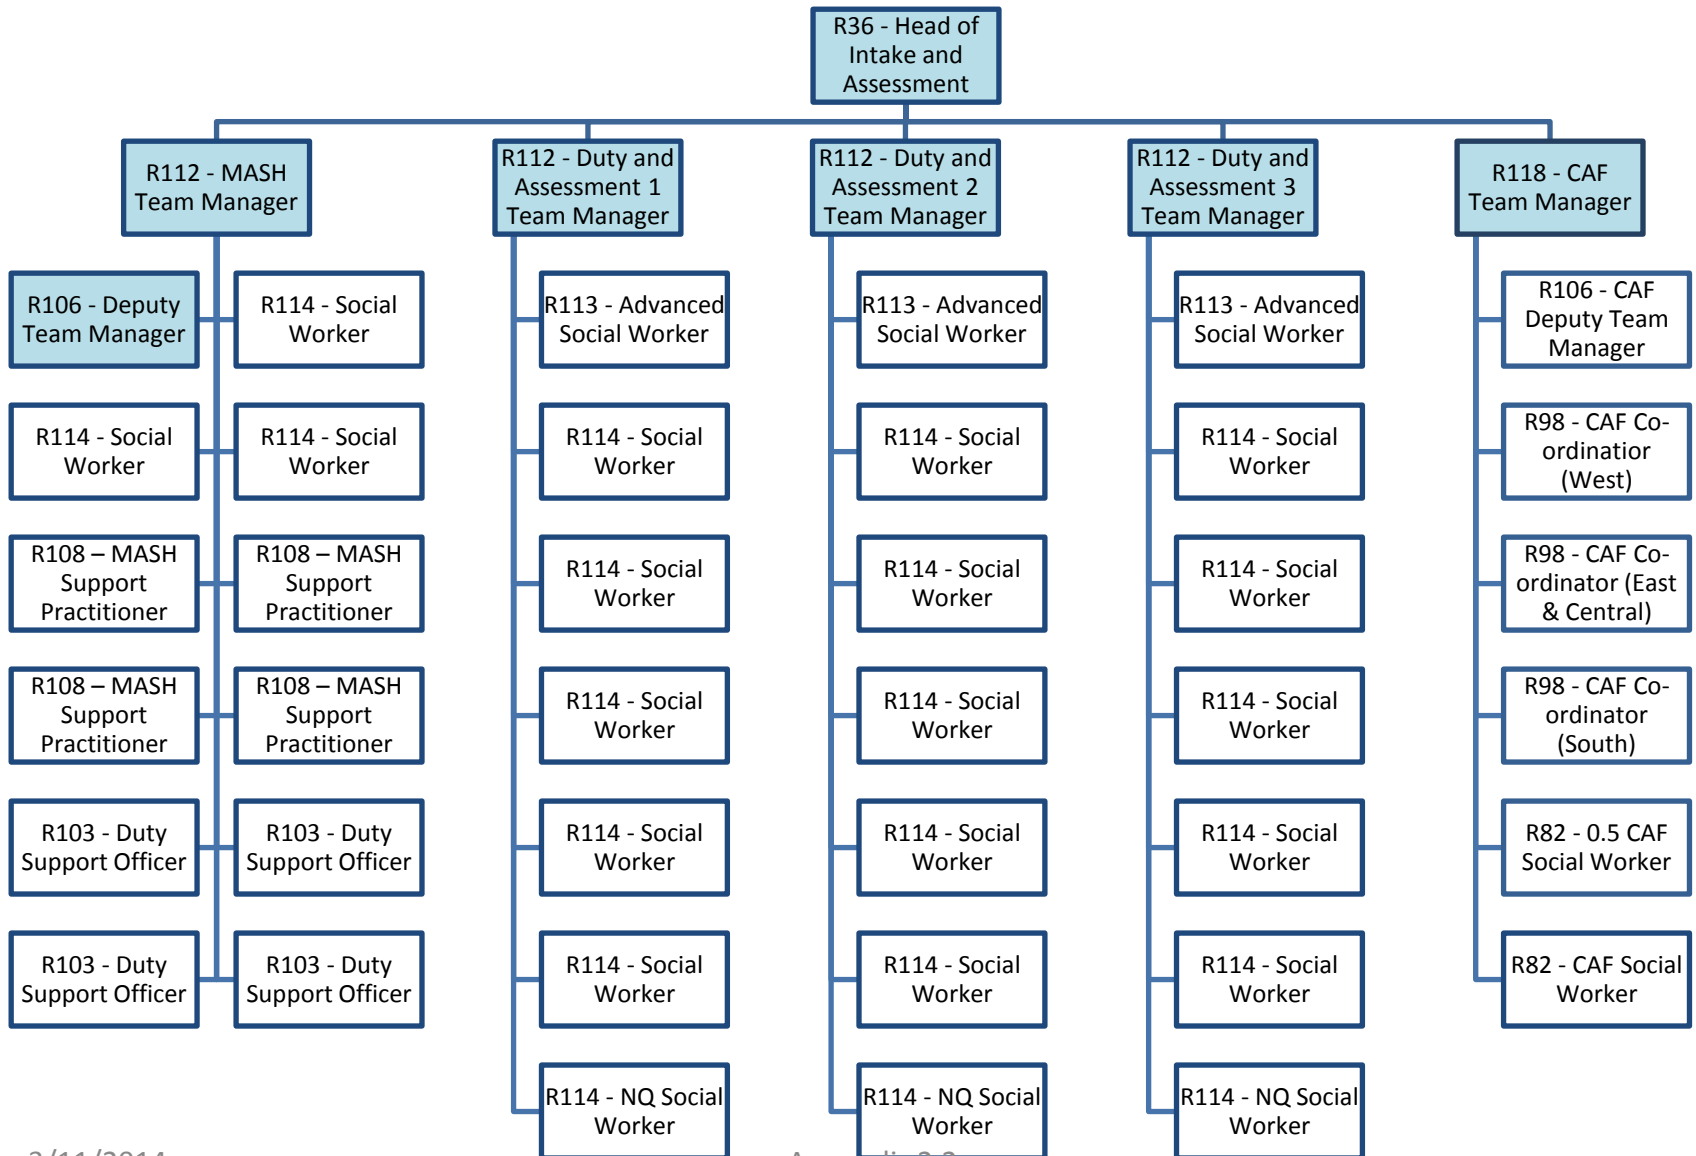 R36 - Head of
Intake and
Assessment
R112 - MASH
Team Manager
R112 - Duty and
Assessment 1
Team Manager
R112 - Duty and
Assessment 2
Team Manager
R112 - Duty and
Assessment 3
Team Manager
R118 - CAF
Team Manager
R106 - Deputy
Team Manager
R114 - Social
Worker
R114 - Social
Worker
R114 - Social
Worker
R108 – MASH
Support
Practitioner
R108 – MASH
Support
Practitioner
R108 – MASH
Support
Practitioner
R108 – MASH
Support
Practitioner
R103 - Duty
Support Officer
R103 - Duty
Support Officer
R103 - Duty
Support Officer
R103 - Duty
Support Officer
R113 - Advanced
Social Worker
R114 - Social
Worker
R114 - Social
Worker
R114 - Social
Worker
R114 - Social
Worker
R114 - Social
Worker
R114 - NQ Social
Worker
R113 - Advanced
Social Worker
R114 - Social
Worker
R114 - Social
Worker
R114 - Social
Worker
R114 - Social
Worker
R114 - Social
Worker
R114 - NQ Social
Worker
R113 - Advanced
Social Worker
R114 - Social
Worker
R114 - Social
Worker
R114 - Social
Worker
R114 - Social
Worker
R114 - Social
Worker
R114 - NQ Social
Worker
R106 - CAF
Deputy Team
Manager
R98 - CAF Co-
ordinatior
(West)
R98 - CAF Co-
ordinator (East
& Central)
R98 - CAF Co-
ordinator
(South)
R82 - 0.5 CAF
Social Worker
R82 - CAF Social
Worker